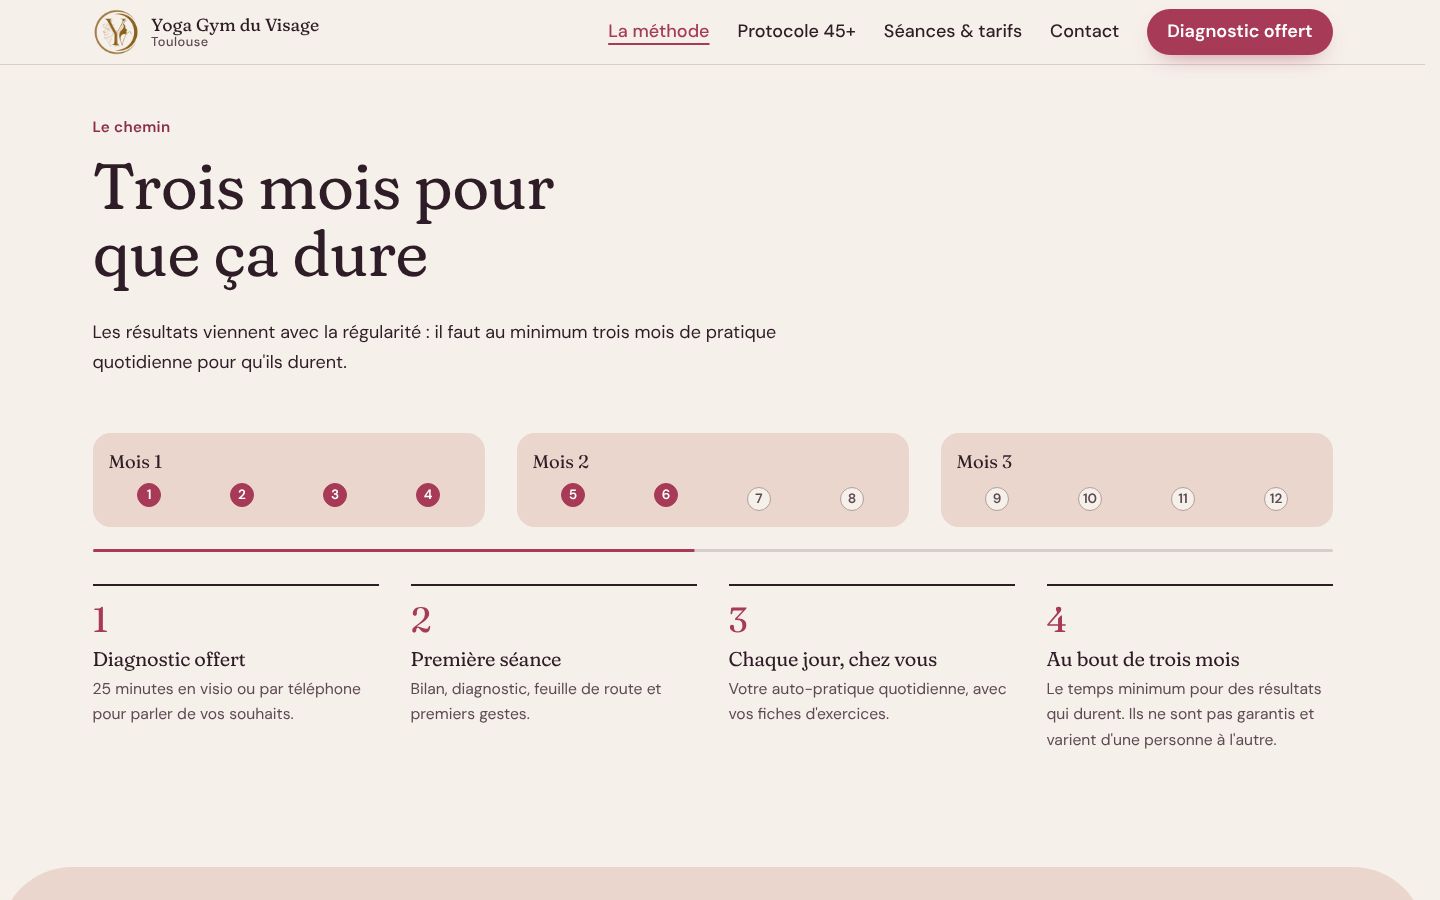 Yoga Gym du Visage
Toulouse
La méthode
Protocole 45+
Séances & tarifs
Contact
Diagnostic offert
Le chemin
Trois mois pour
que ça dure
Les résultats viennent avec la régularité : il faut au minimum trois mois de pratique
quotidienne pour qu'ils durent.
Mois 1
1 2 3 4
Mois 2
5 6 7 8
Mois 3
9 10 11 12
1
Diagnostic offert
25 minutes en visio ou par téléphone
pour parler de vos souhaits.
2
Première séance
Bilan, diagnostic, feuille de route et
premiers gestes.
3
Chaque jour, chez vous
Votre auto-pratique quotidienne, avec
vos fiches d'exercices.
4
Au bout de trois mois
Le temps minimum pour des résultats
qui durent. Ils ne sont pas garantis et
varient d'une personne à l'autre.